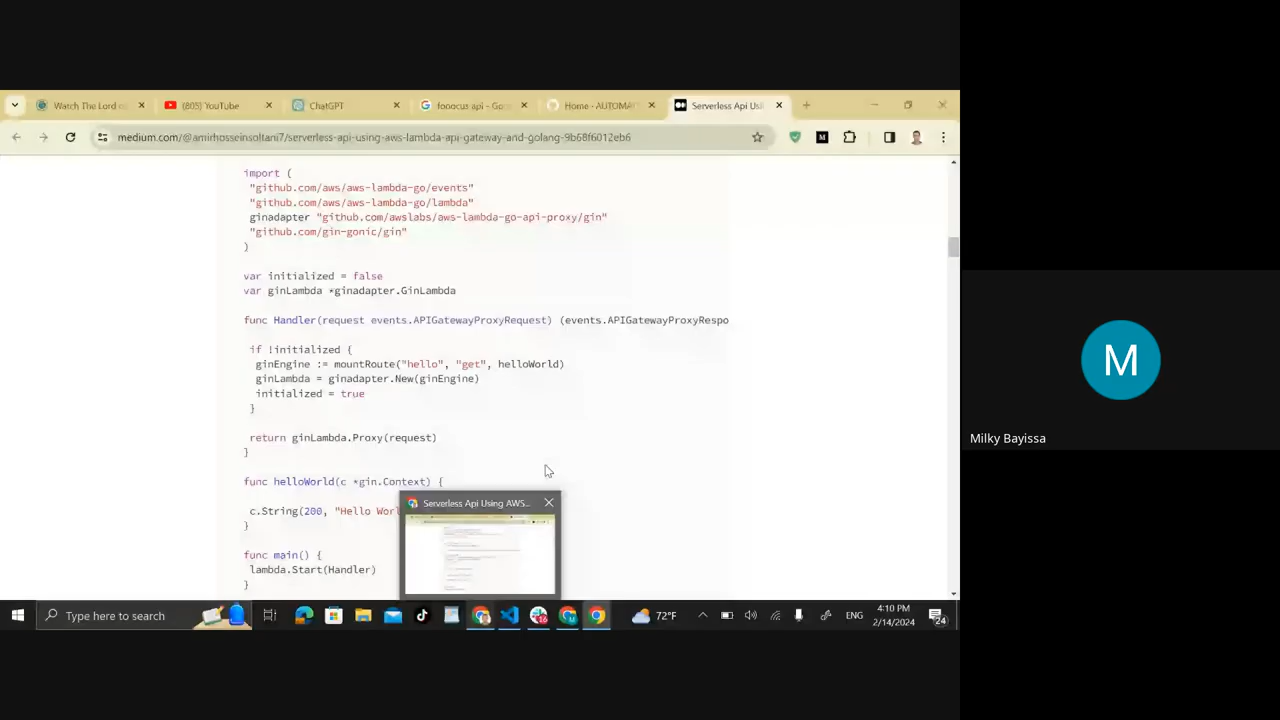 Watch The Lord o
(805) YouTube
ChatGPT
fonocus api - Go
Home - AUTOMA
Serverless Api Usi
medium.com/@amirhosseinsoltani7/serverless-api-using-aws-lambda-api-gateway-and-golang-9b68f6012eb6
import (
"github.com/aws/aws-lambda-go/events"
"github.com/aws/aws-lambda-go/lambda"
ginadapter "github.com/awslabs/aws-lambda-go-api-proxy/gin"
"github.com/gin-gonic/gin"
)
var initialized = false
var ginLambda *ginadapter.GinLambda
func Handler(request events.APIGatewayProxyRequest) (events.APIGatewayProxyRespo
if !initialized {
ginEngine := mountRoute("hello", "get", helloWorld)
ginLambda = ginadapter.New(ginEngine)
initialized = true
}
return ginLambda.Proxy(request)
}
func helloWorld(c *gin.Context) {
c.String(200, "Hello Worl
}
func main() {
lambda.Start(Handler)
}
Serverless Api Using AWS...
Type here to search
16
72°F
ENG
4:10 PM
2/14/2024
24
M
Milky Bayissa